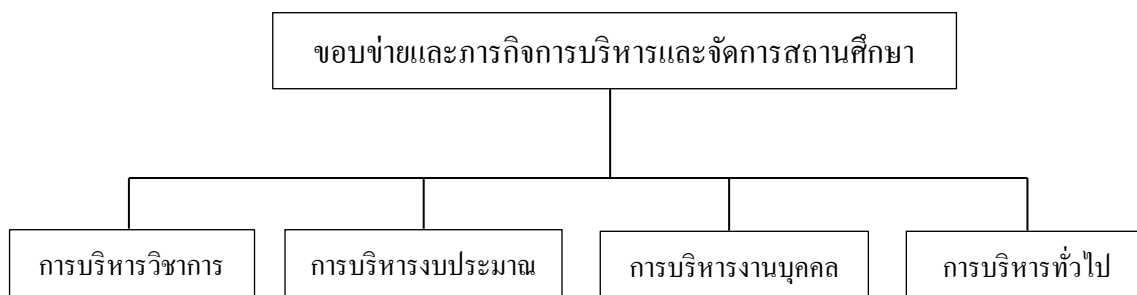 ขอบข่ายและภารกิจการบริหารและจัดการสถานศึกษา
การบริหารวิชาการ
การบริหารงบประมาณ
การบริหารงานบุคคล
การบริหารทั่วไป